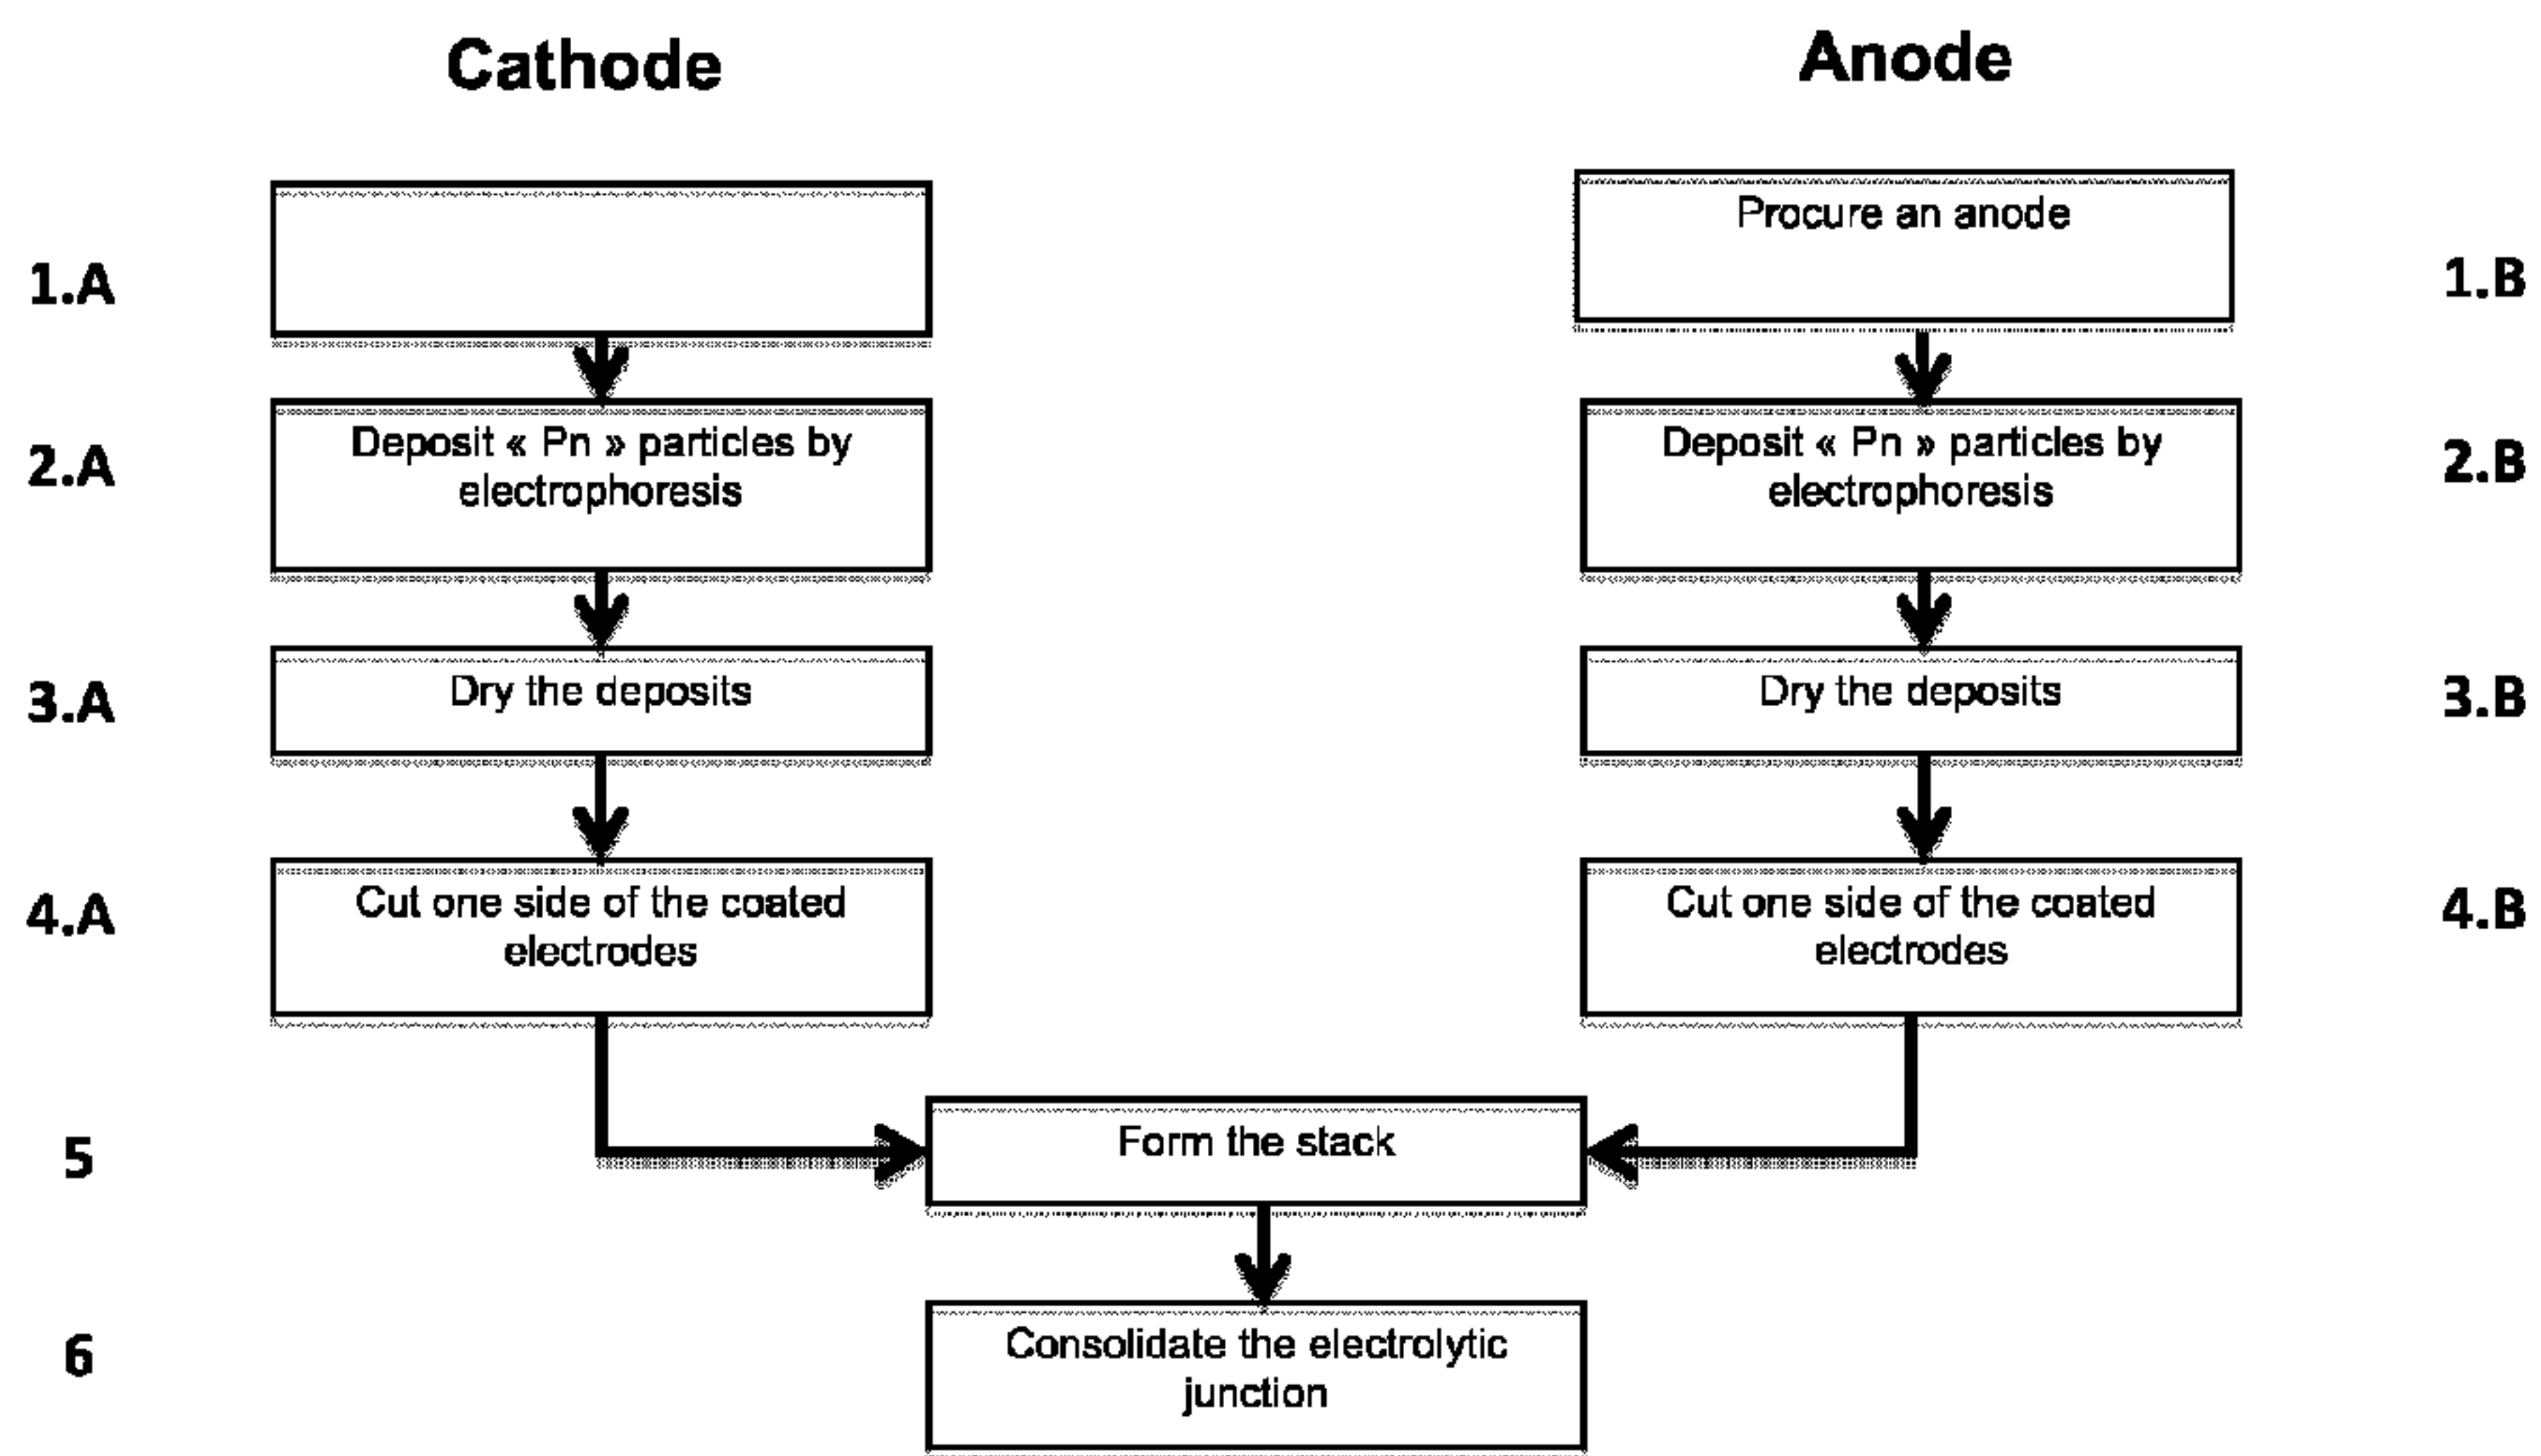 Cathode
Anode
1.A
Procure an anode
1.B
2.A
Deposit « Pn » particles by
electrophoresis
Deposit « Pn » particles by
electrophoresis
2.B
3.A
Dry the deposits
Dry the deposits
3.B
4.A
Cut one side of the coated
electrodes
Cut one side of the coated
electrodes
4.B
5
Form the stack
6
Consolidate the electrolytic
junction